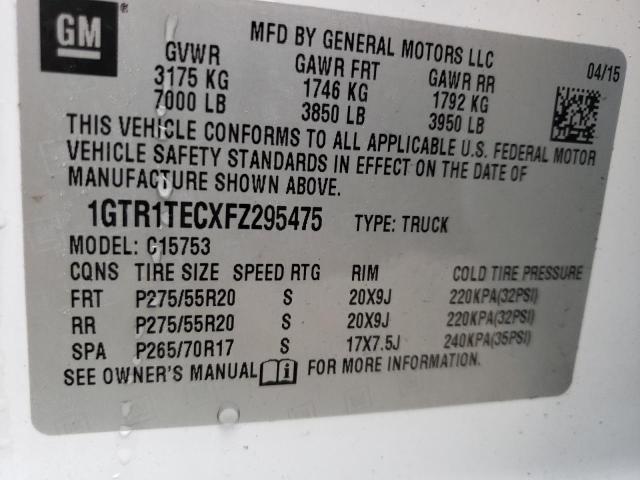 GM
MFD BY GENERAL MOTORS LLC
04/15
GVWR GAWR FRT GAWR RR
3175 KG 1746 KG 1792 KG
7000 LB 3850 LB 3950 LB
THIS VEHICLE CONFORMS TO ALL APPLICABLE U.S. FEDERAL MOTOR
VEHICLE SAFETY STANDARDS IN EFFECT ON THE DATE OF
MANUFACTURE SHOWN ABOVE.
1GTR1TECXFZ295475 TYPE: TRUCK
MODEL: C15753
CQNS TIRE SIZE SPEED RTG RIM COLD TIRE PRESSURE
FRT P275/55R20 S 20X9J 220KPA(32PSI)
RR P275/55R20 S 20X9J 220KPA(32PSI)
SPA P265/70R17 S 17X7.5J 240KPA(35PSI)
SEE OWNER'S MANUAL FOR MORE INFORMATION.